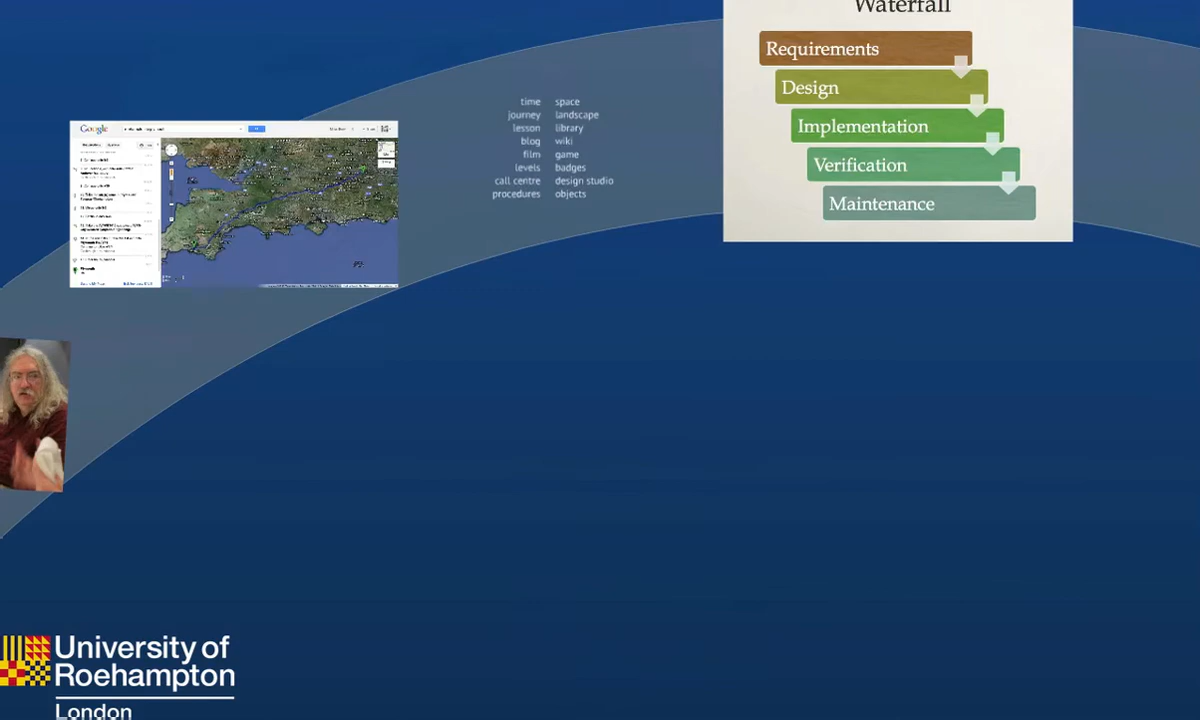 Waterfall
Requirements
Design
Implementation
Verification
Maintenance
time space
journey landscape
lesson library
blog wiki
film game
levels badges
call centre design studio
procedures objects
Google
University of
Roehampton
London